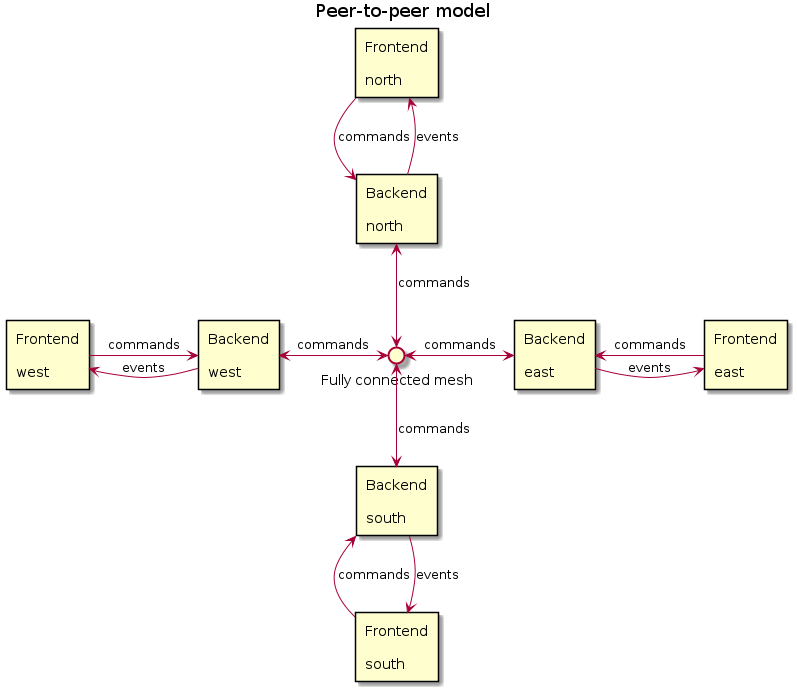 Peer-to-peer model
Frontend
north
commands
events
Backend
north
commands
Frontend
west
commands
events
Backend
west
commands
Fully connected mesh
commands
Backend
east
commands
events
Frontend
east
commands
Backend
south
commands
events
Frontend
south